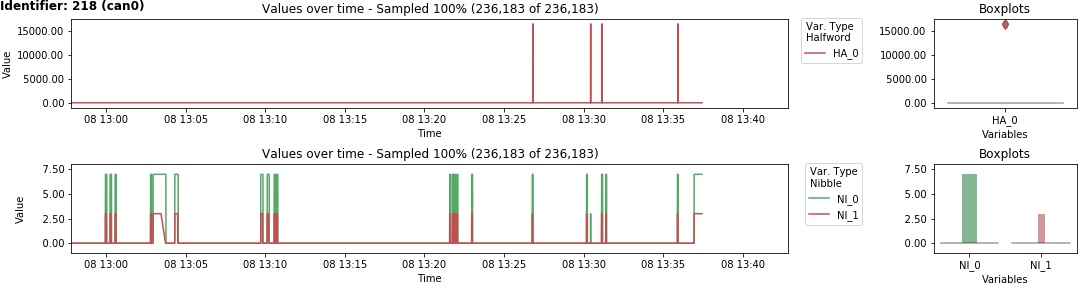 Identifier: 218 (can0)
Values over time - Sampled 100% (236,183 of 236,183)
Boxplots
Value
15000.00
10000.00
5000.00
0.00
Var. Type
Halfword
HA_0
08 13:00 08 13:05 08 13:10 08 13:15 08 13:20 08 13:25 08 13:30 08 13:35 08 13:40
Time
15000.00
10000.00
5000.00
0.00
HA_0
Variables
Values over time - Sampled 100% (236,183 of 236,183)
Boxplots
Value
7.50
5.00
2.50
0.00
Var. Type
Nibble
NI_0
NI_1
08 13:00 08 13:05 08 13:10 08 13:15 08 13:20 08 13:25 08 13:30 08 13:35 08 13:40
Time
7.50
5.00
2.50
0.00
NI_0 NI_1
Variables